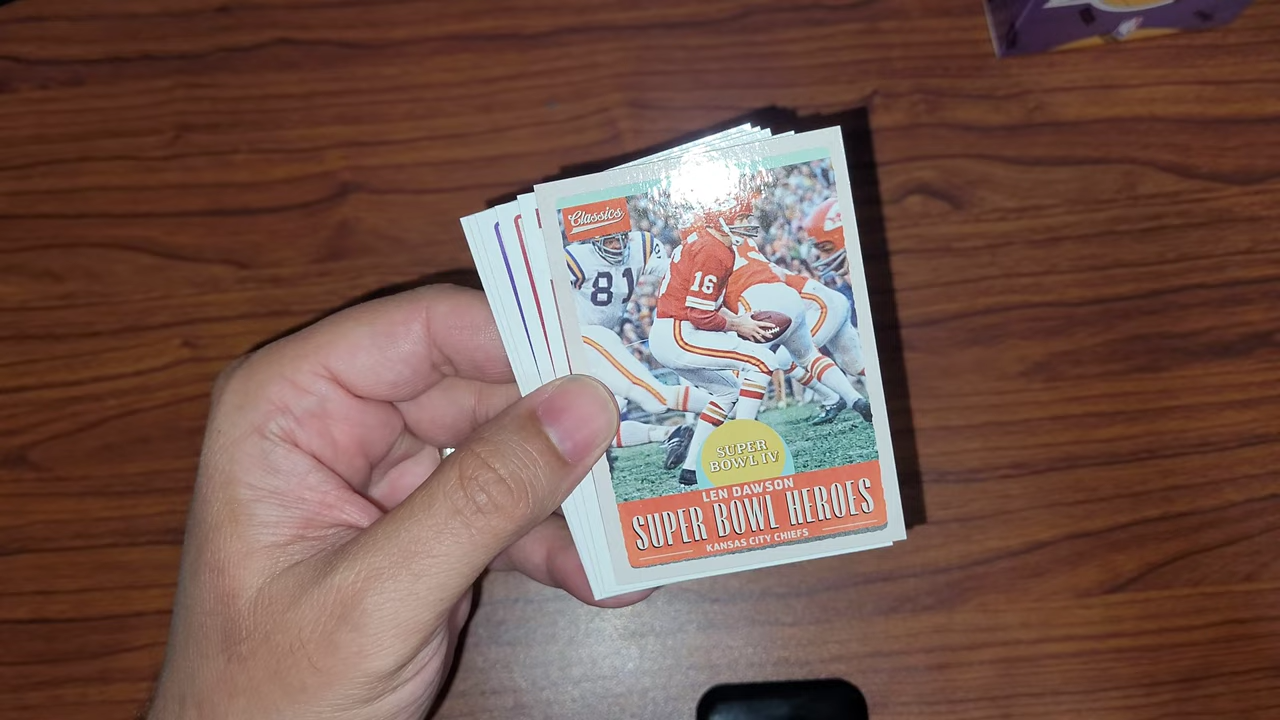 Classics
81
16
SUPER
BOWL IV
LEN DAWSON
SUPER BOWL HEROES
KANSAS CITY CHIEFS